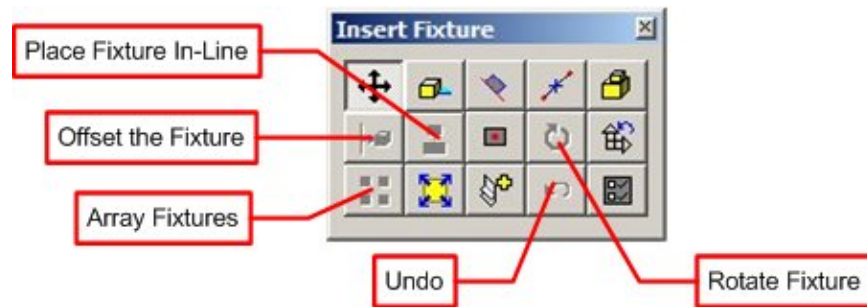 Insert Fixture
Place Fixture In-Line
Offset the Fixture
Array Fixtures
Undo
Rotate Fixture